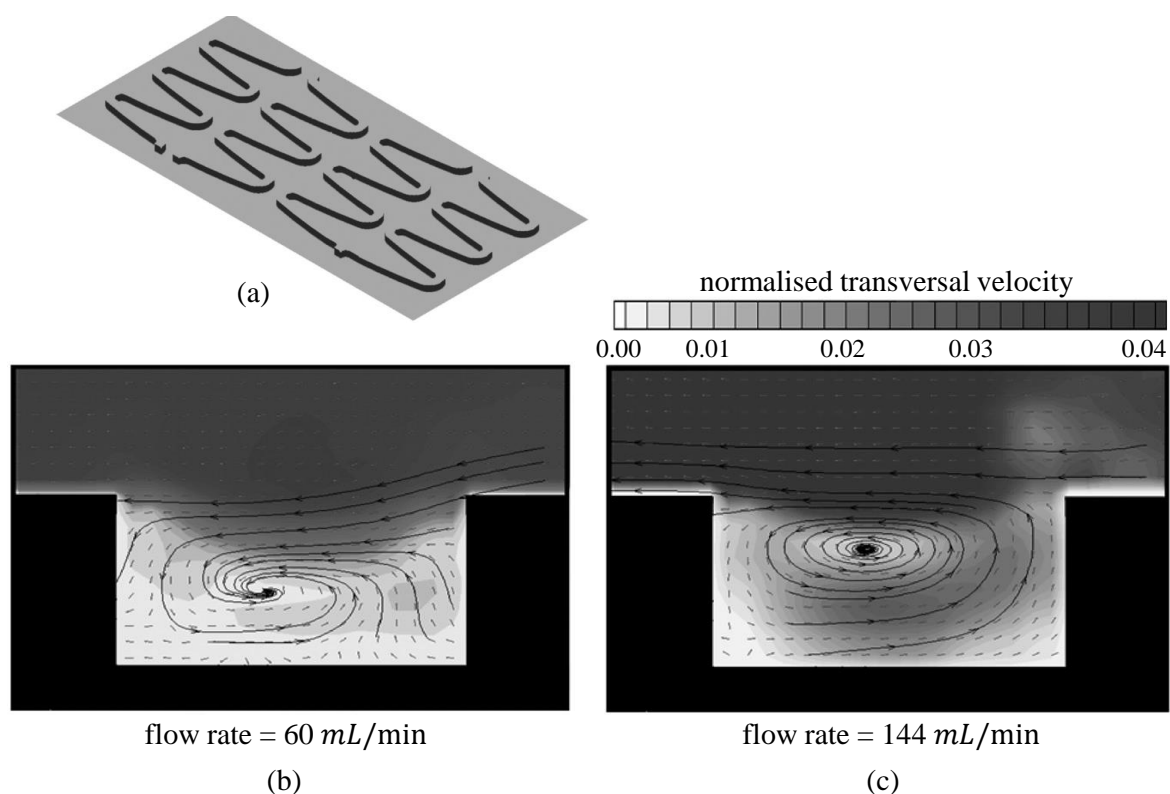 (a)
normalised transversal velocity
0.00 0.01 0.02 0.03 0.04
flow rate = 60 mL/min
flow rate = 144 mL/min
(b)
(c)